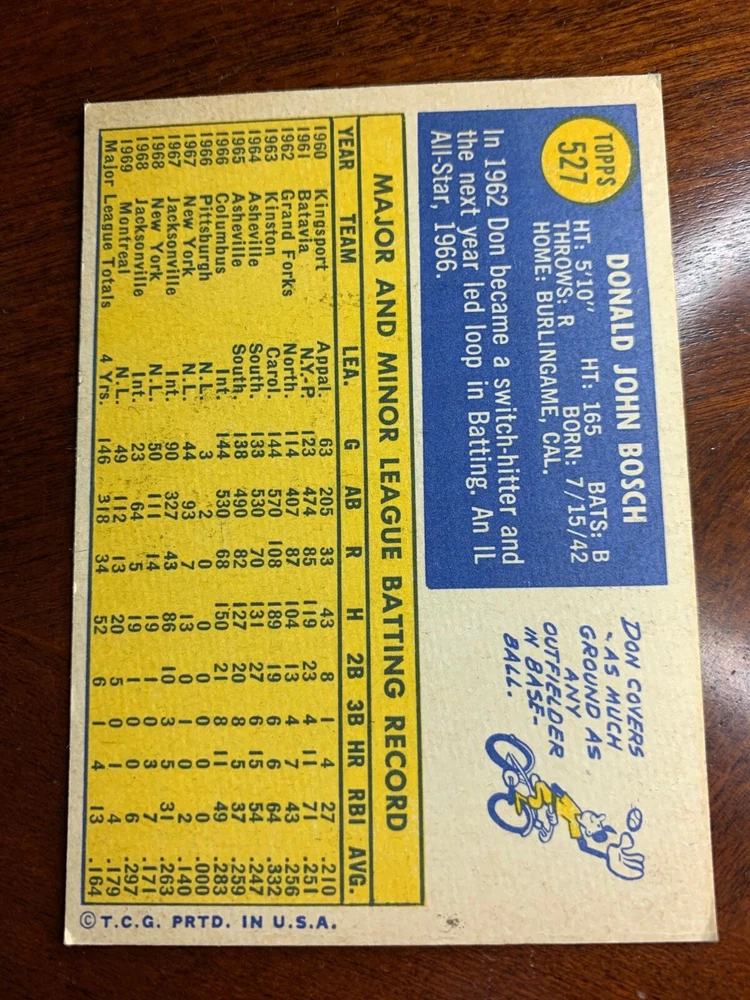 TOPPS
527
DONALD JOHN BOSCH
HT: 5'10" HT: 165 BATS: B
THROWS: R BORN: 7/15/42
HOME: BURLINGAME, CAL.
In 1962 Don became a switch-hitter and
the next year led loop in Batting. An IL
All-Star, 1966.
DON COVERS
AS MUCH
GROUND AS
ANY
OUTFIELDER
IN BASE-
BALL.
MAJOR AND MINOR LEAGUE BATTING RECORD
YEAR TEAM LEA. G AB R H 2B 3B HR RBI AVG.
1960 Kingsport Appal. 63 205 33 43 8 1 4 27 .210
1961 Batavia N.Y.-P. 123 474 85 119 23 4 11 71 .251
1962 Grand Forks North. 114 407 87 104 13 4 7 43 .256
1963 Kinston Carol. 144 570 108 189 19 6 6 64 .332
1964 Asheville South. 133 530 70 131 27 6 15 54 .247
1965 Asheville South. 138 490 82 127 20 8 5 37 .259
1966 Columbus Int. 144 530 68 150 21 8 11 49 .283
1966 Pittsburgh N.L. 3 2 0 0 0 0 0 0 .000
1967 New York N.L. 44 93 7 13 0 1 0 2 .140
1967 Jacksonville Int. 90 327 43 86 10 3 5 31 .263
1968 New York N.L. 50 111 14 19 1 0 3 7 .171
1968 Jacksonville Int. 23 64 5 19 1 0 0 6 .297
1969 Montreal N.L. 49 112 13 20 5 0 1 4 .179
Major League Totals 4 Yrs. 146 318 34 52 6 1 4 13 .164
© T.C.G. PRTD. IN U.S.A.